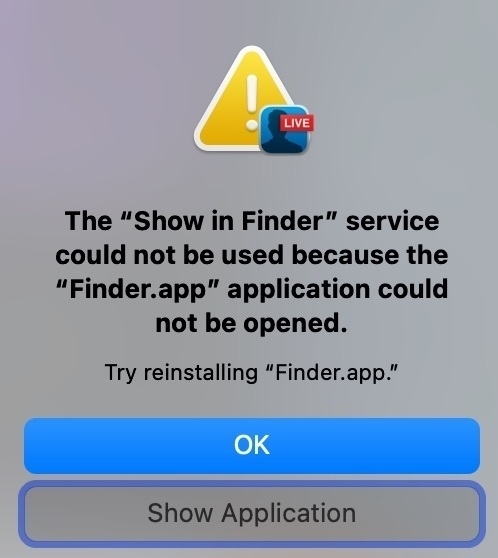 LIVE
The “Show in Finder” service
could not be used because the
“Finder.app” application could
not be opened.
Try reinstalling “Finder.app.”
OK
Show Application